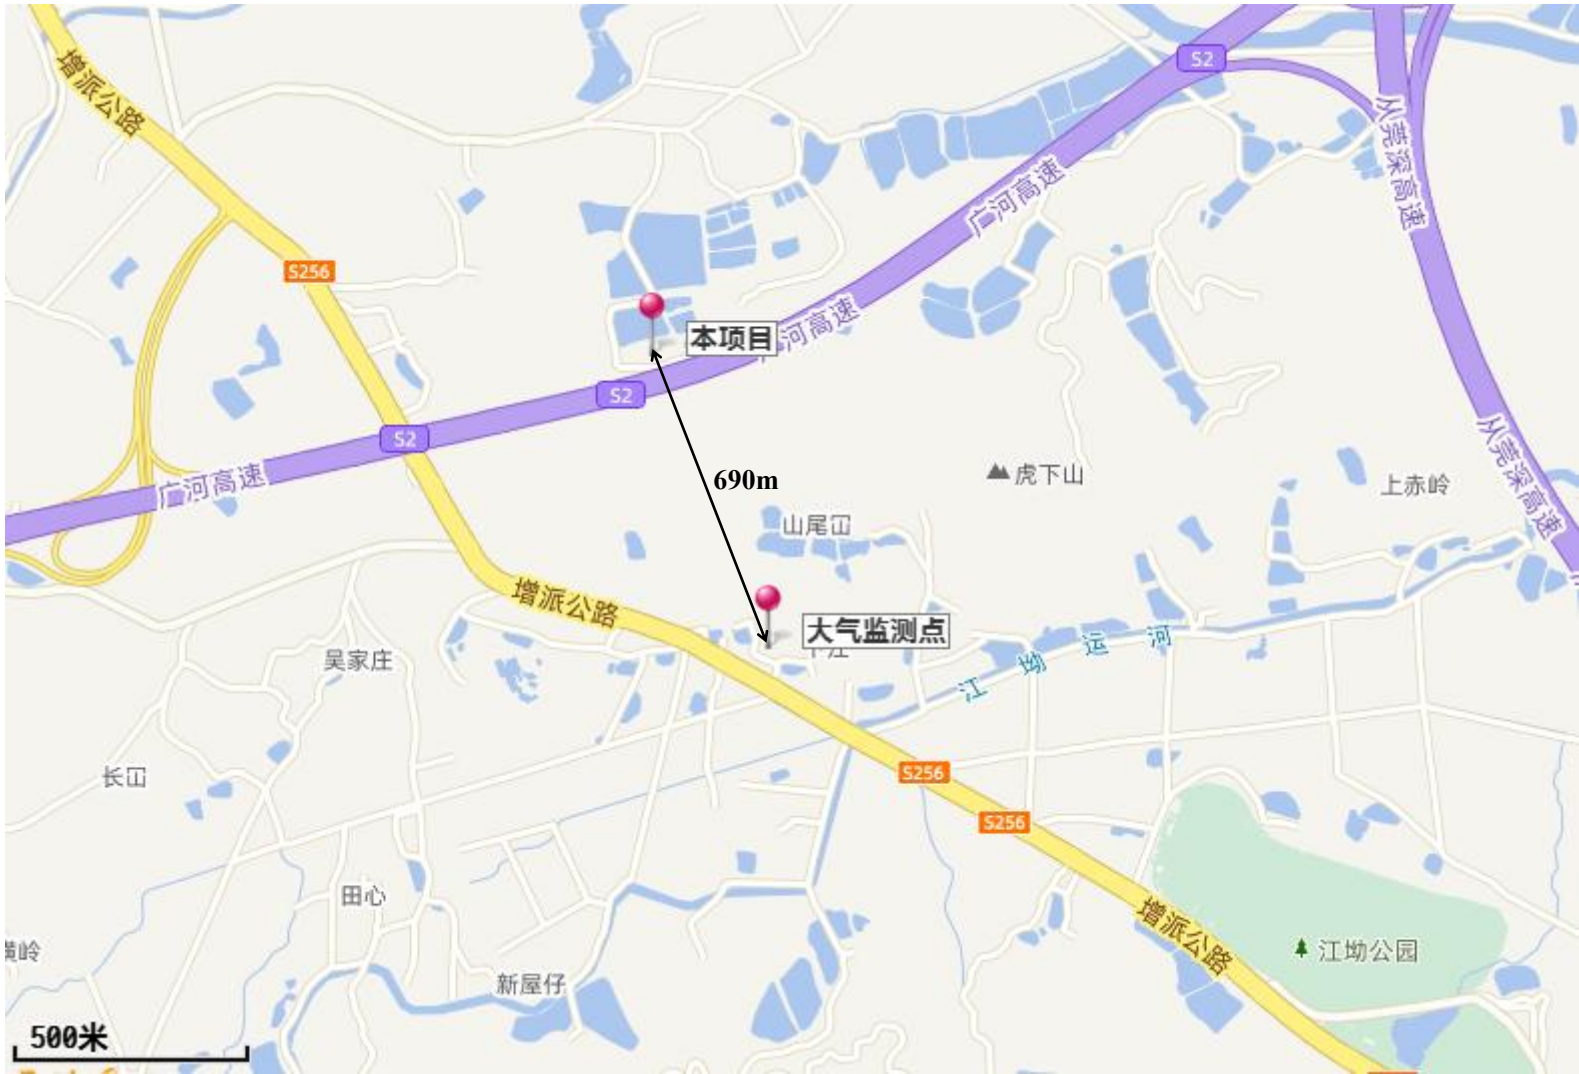 增派公路
S2
从莞深高速
广河高速
S256
本项目
河高速
S2
S2
从莞深高速
广河高速
690m
虎下山
上赤岭
山尾冚
增派公路
大气监测点
江坳运河
吴家庄
长冚
S256
S256
田心
增派公路
江坳公园
新屋仔
500米